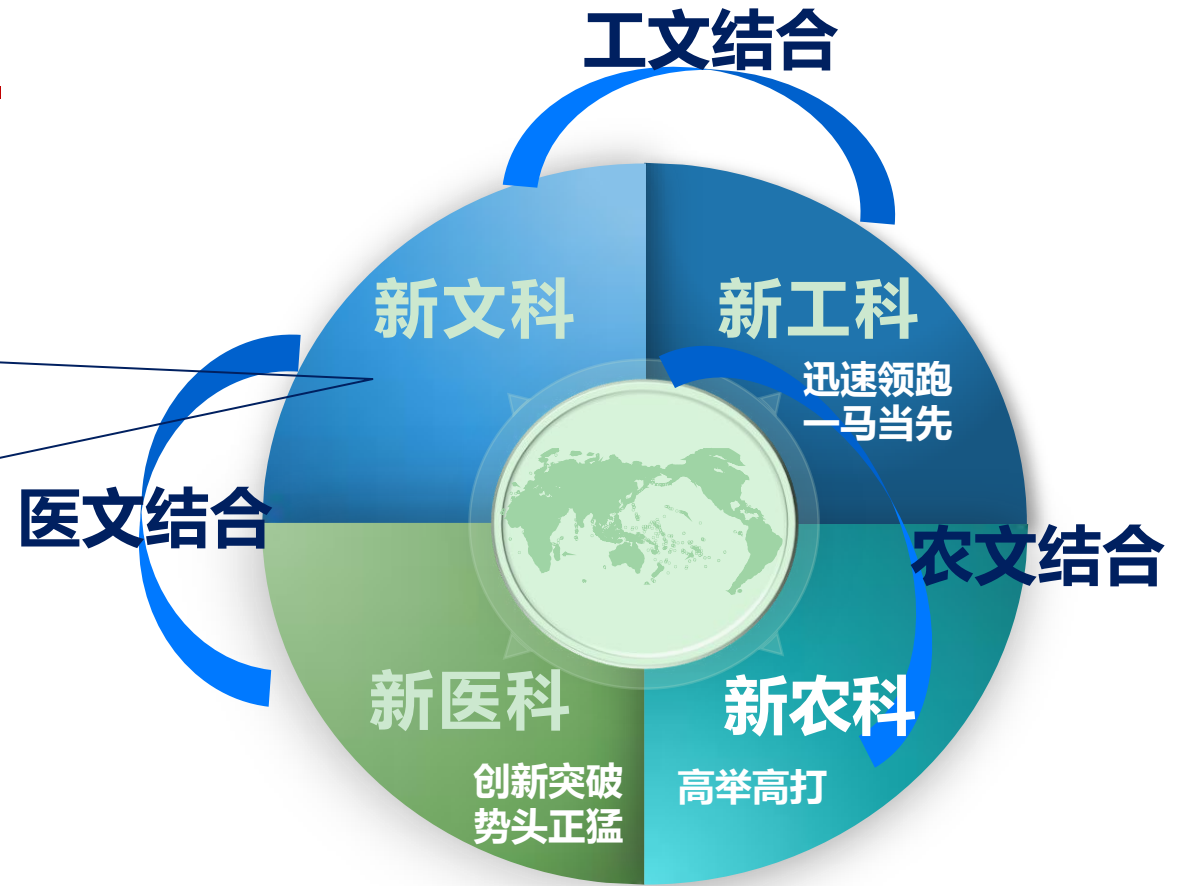 工文结合
新文科
新工科
迅速领跑
一马当先
医文结合
农文结合
新医科
新农科
创新突破
势头正猛
高举高打